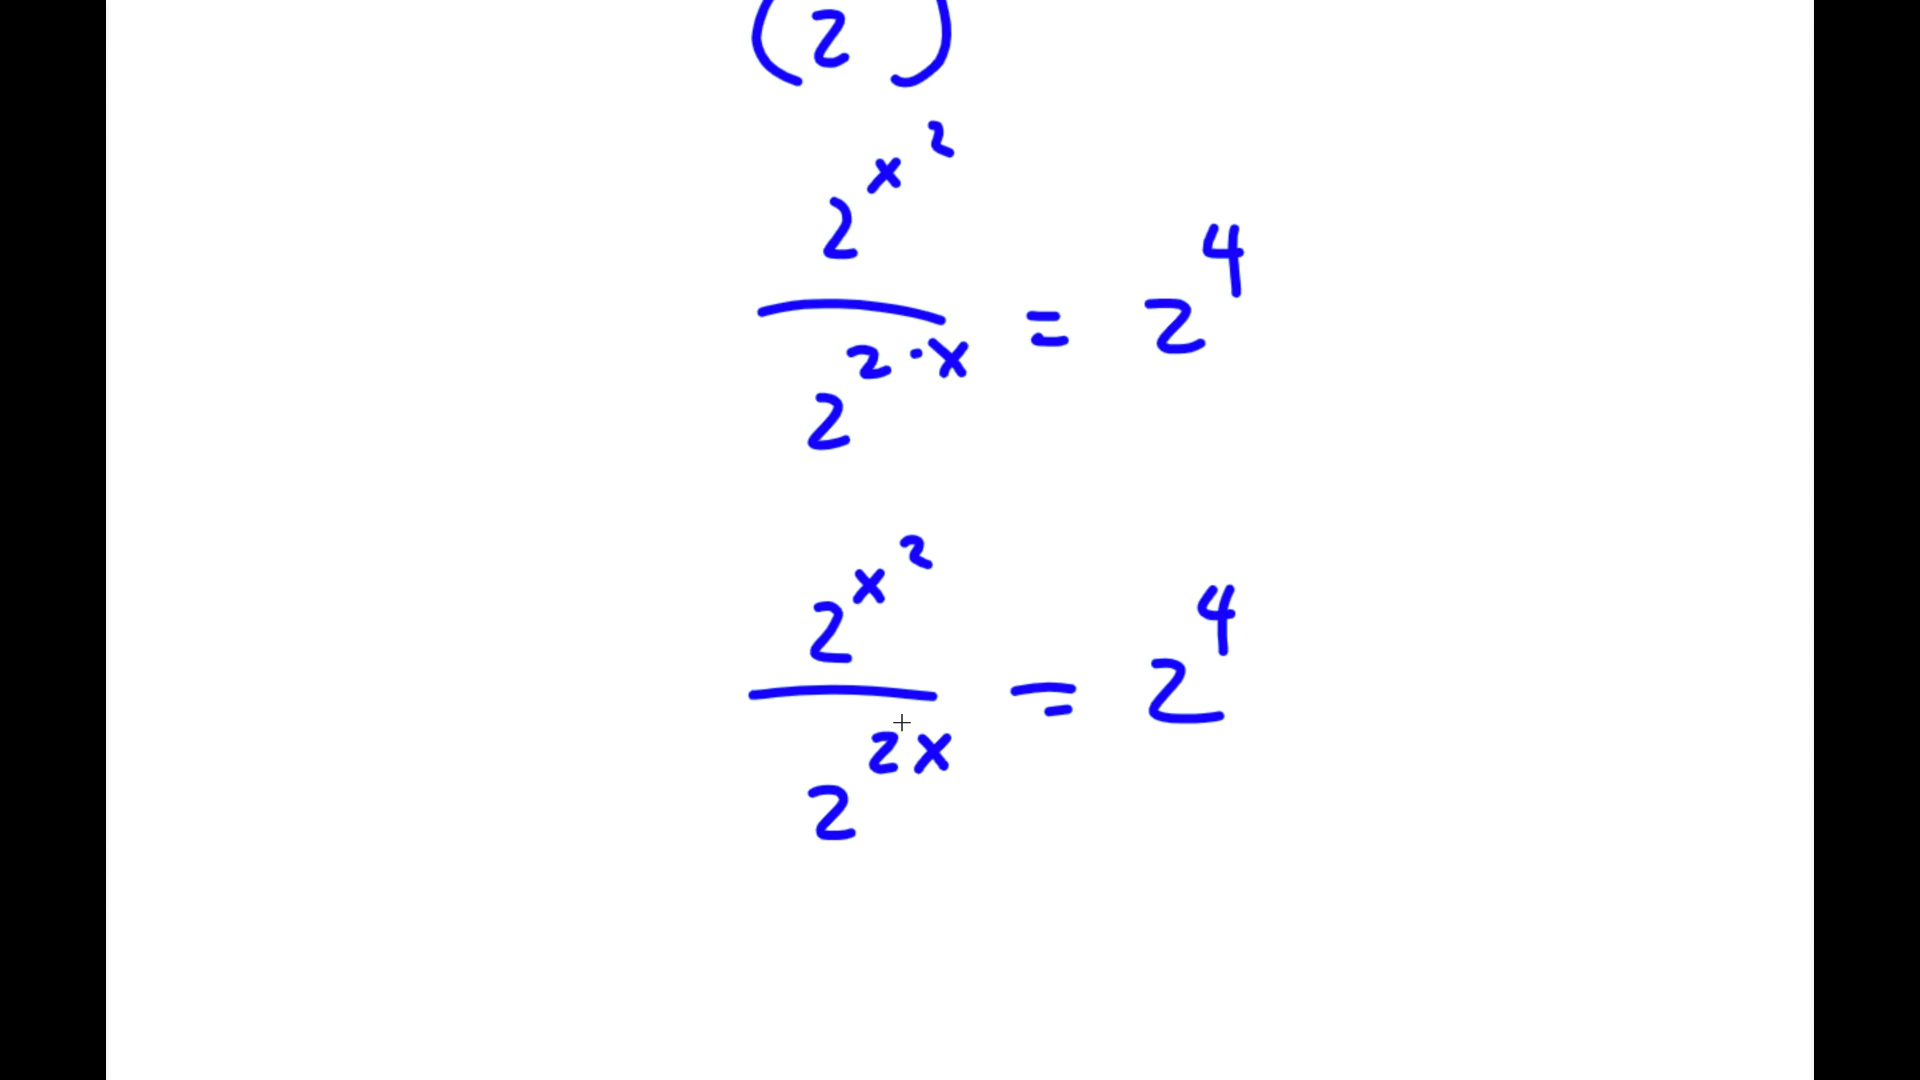 (2 )
2^{x^2} / 2^{2·x} = 2^4
2^{x^2} / 2^{2x} = 2^4